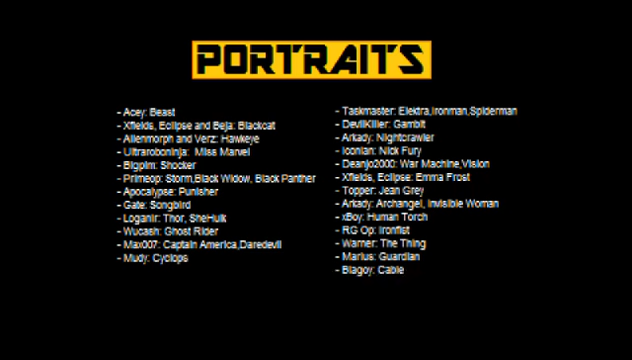 PORTRAITS
- Acey: Beast
- Xfields, Eclipse and Beja: Blackcat
- Alienmorph and Verz: Hawkeye
- Ultraroboninja: Miss Marvel
- Bigpim: Shocker
- Primeop: Storm,Black Widow, Black Panther
- Apocalypse: Punisher
- Gate: Songbird
- Loganir: Thor, SheHulk
- Wucash: Ghost Rider
- Max007: Captain America,Daredevil
- Mudy: Cyclops
- Taskmaster: Elektra,Ironman,Spiderman
- DevilKiller: Gambit
- Arkady: Nightcrawler
- Iconian: Nick Fury
- Deanjo2000: War Machine,Vision
- Xfields, Eclipse: Emma Frost
- Topper: Jean Grey
- Arkady: Archangel, Invisible Woman
- xBoy: Human Torch
- RG Op: Ironfist
- Warner: The Thing
- Marius: Guardian
- Blagoy: Cable